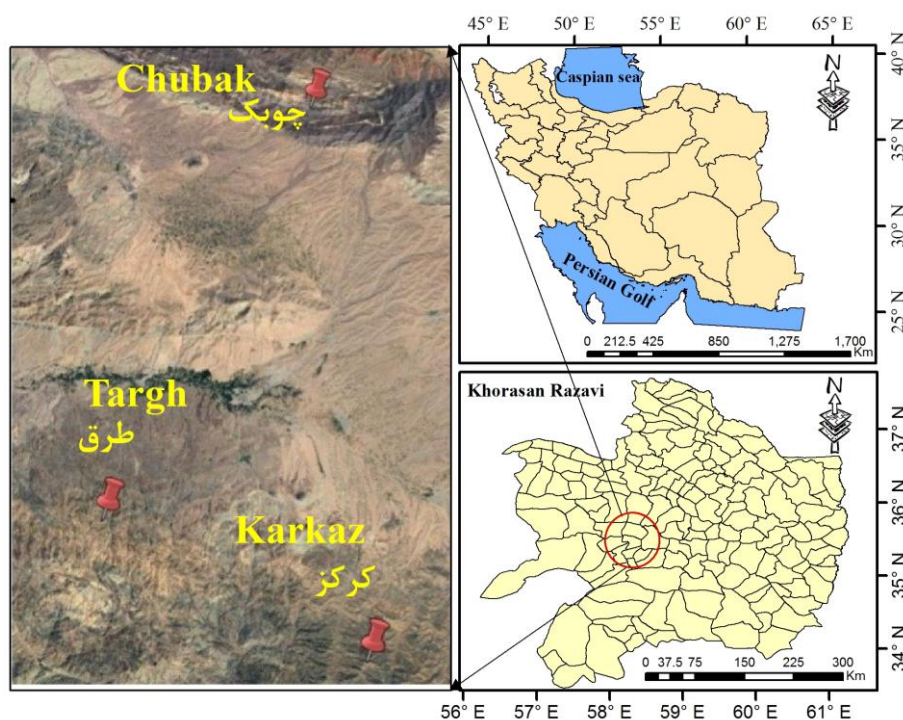 Chubak
چوبک
Targh
طرق
Karkaz
کرکز
45° E 50° E 55° E 60° E 65° E
Caspian sea
N
Persian Golf
40° N
35° N
30° N
25° N
0 212.5 425 850 1,275 1,700
Km
Khorasan Razavi
N
37° N
36° N
35° N
34° N
0 37.5 75 150 225 300
Km
56° E 57° E 58° E 59° E 60° E 61° E